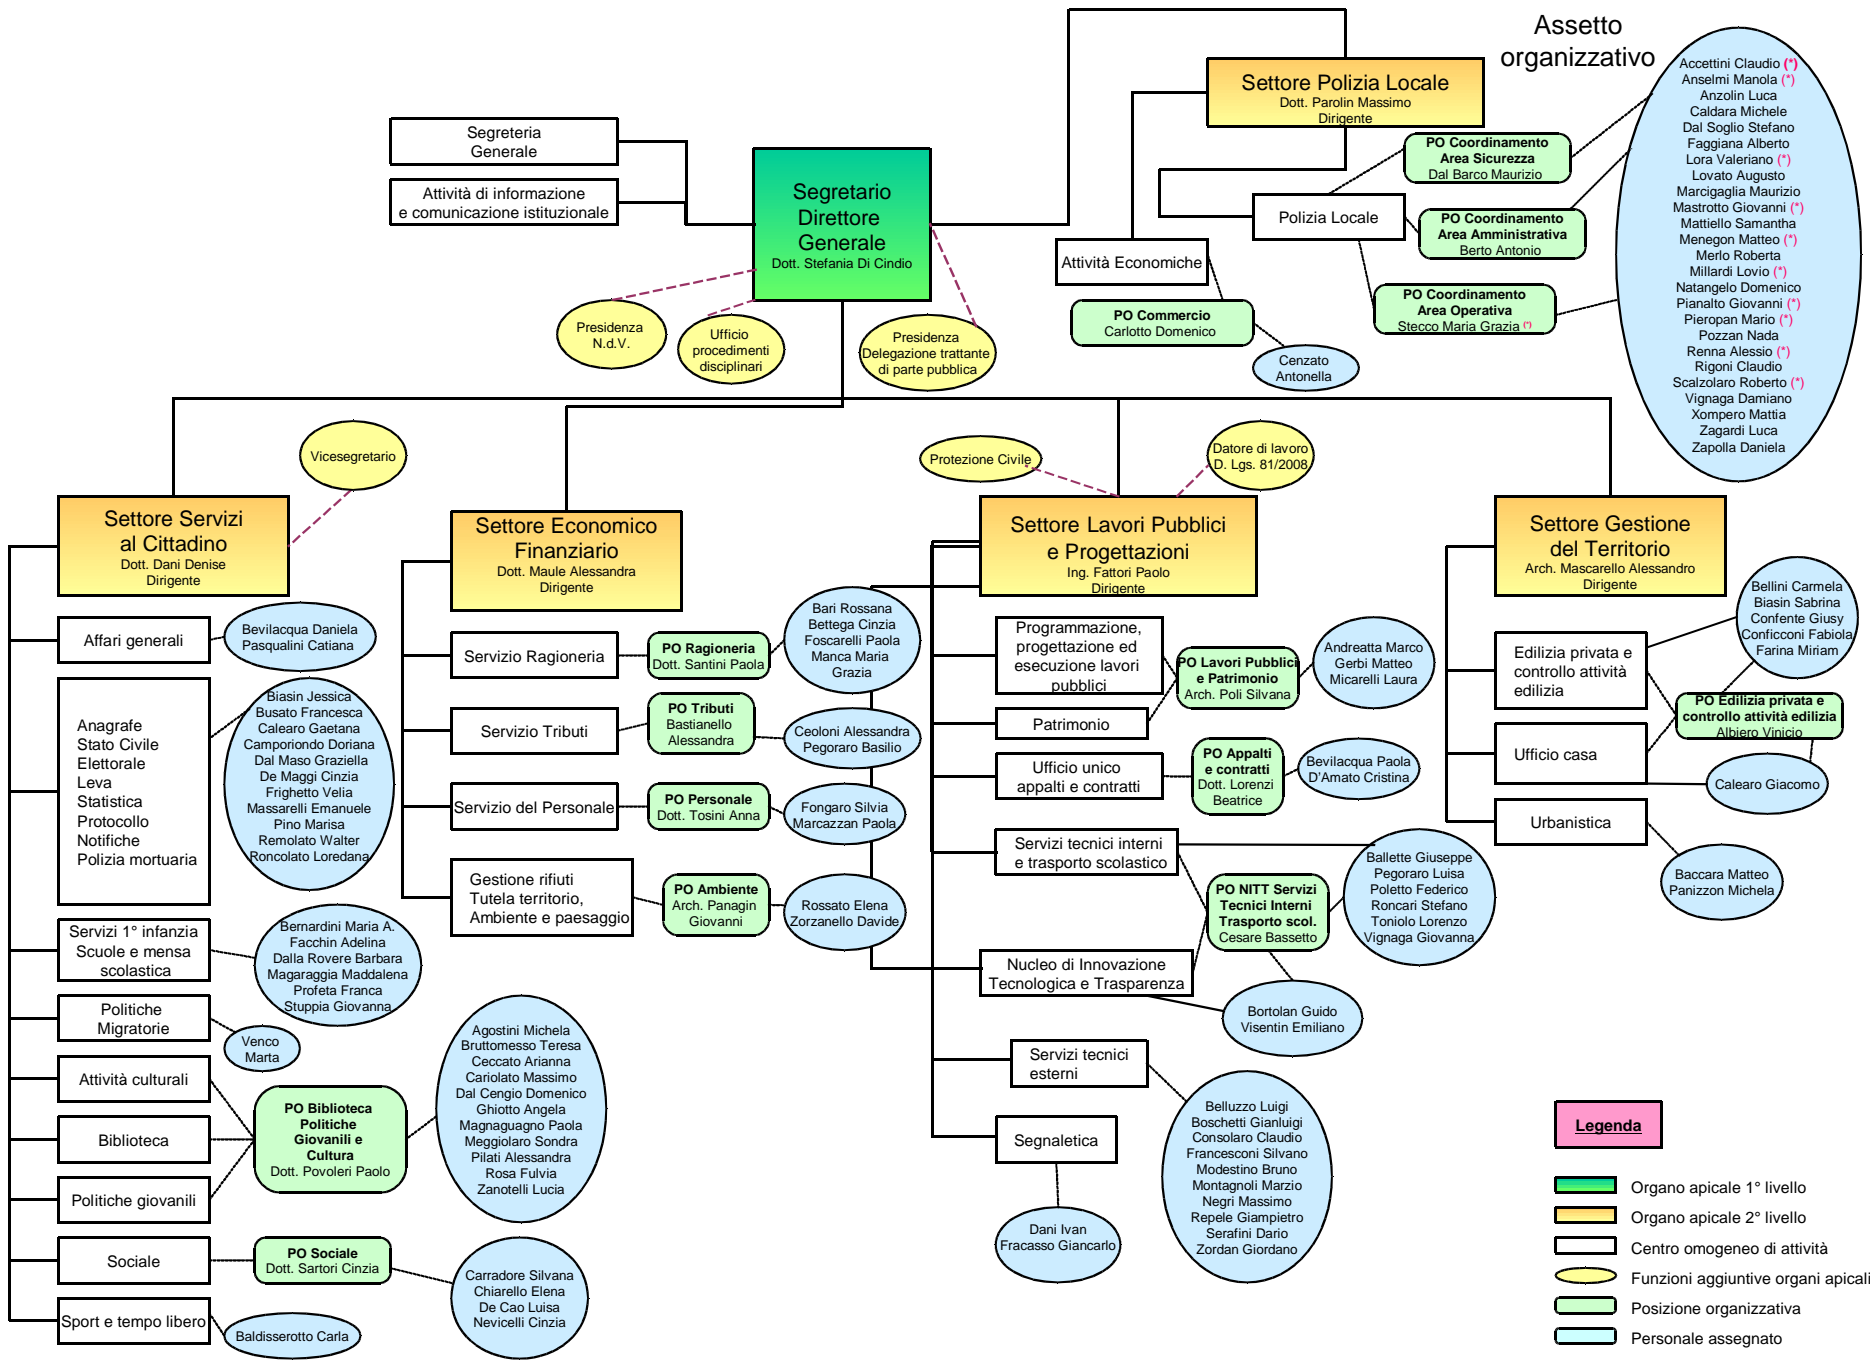 Assetto
organizzativo
Settore Polizia Locale
Dott. Parolin Massimo
Dirigente
Segreteria
Generale
Attività di informazione
e comunicazione istituzionale
Segretario
Direttore
Generale
Dott. Stefania Di Cindio
Presidenza
N.d.V.
Ufficio
procedimenti
disciplinari
Presidenza
Delegazione trattante
di parte pubblica
Polizia Locale
Attività Economiche
PO Coordinamento
Area Sicurezza
Dal Barco Maurizio
PO Coordinamento
Area Amministrativa
Berto Antonio
PO Coordinamento
Area Operativa
Stecco Maria Grazia (*)
PO Commercio
Carlotto Domenico
Cenzato
Antonella
Accettini Claudio (*)
Anselmi Manola (*)
Anzolin Luca
Caldara Michele
Dal Soglio Stefano
Faggiana Alberto
Lora Valeriano (*)
Lovato Augusto
Marcigaglia Maurizio
Mastrotto Giovanni (*)
Mattiello Samantha
Menegon Matteo (*)
Merlo Roberta
Millardi Lovio (*)
Natangelo Domenico
Pianalto Giovanni (*)
Pieropan Mario (*)
Pozzan Nada
Renna Alessio (*)
Rigoni Claudio
Scalzolaro Roberto (*)
Vignaga Damiano
Xompero Mattia
Zagardi Luca
Zapolla Daniela
Vicesegretario
Settore Servizi
al Cittadino
Dott. Dani Denise
Dirigente
Affari generali
Bevilacqua Daniela
Pasqualini Catiana
Anagrafe
Stato Civile
Elettorale
Leva
Statistica
Protocollo
Notifiche
Polizia mortuaria
Biasin Jessica
Busato Francesca
Calearo Gaetana
Camporiondo Doriana
Dal Maso Graziella
De Maggi Cinzia
Frighetto Velia
Massarelli Emanuele
Pino Marisa
Remolato Walter
Roncolato Loredana
Servizi 1° infanzia
Scuole e mensa
scolastica
Bernardini Maria A.
Facchin Adelina
Dalla Rovere Barbara
Magaraggia Maddalena
Profeta Franca
Stuppia Giovanna
Politiche
Migratorie
Venco
Marta
Attività culturali
Biblioteca
Politiche giovanili
PO Biblioteca
Politiche
Giovanili e
Cultura
Dott. Povoleri Paolo
Agostini Michela
Bruttomesso Teresa
Ceccato Arianna
Cariolato Massimo
Dal Cengio Domenico
Ghiotto Angela
Magnaguagno Paola
Meggiolaro Sondra
Pilati Alessandra
Rosa Fulvia
Zanotelli Lucia
Sociale
PO Sociale
Dott. Sartori Cinzia
Carradore Silvana
Chiarello Elena
De Cao Luisa
Nevicelli Cinzia
Sport e tempo libero
Baldisserotto Carla
Settore Economico
Finanziario
Dott. Maule Alessandra
Dirigente
Servizio Ragioneria
PO Ragioneria
Dott. Santini Paola
Bari Rossana
Bettega Cinzia
Foscarelli Paola
Manca Maria
Grazia
Servizio Tributi
PO Tributi
Bastianello
Alessandra
Ceoloni Alessandra
Pegoraro Basilio
Servizio del Personale
PO Personale
Dott. Tosini Anna
Fongaro Silvia
Marcazzan Paola
Gestione rifiuti
Tutela territorio,
Ambiente e paesaggio
PO Ambiente
Arch. Panagin
Giovanni
Rossato Elena
Zorzanello Davide
Protezione Civile
Datore di lavoro
D. Lgs. 81/2008
Settore Lavori Pubblici
e Progettazioni
Ing. Fattori Paolo
Dirigente
Programmazione,
progettazione ed
esecuzione lavori
pubblici
Patrimonio
PO Lavori Pubblici
e Patrimonio
Arch. Poli Silvana
Andreatta Marco
Gerbi Matteo
Micarelli Laura
Ufficio unico
appalti e contratti
PO Appalti
e contratti
Dott. Lorenzi
Beatrice
Bevilacqua Paola
D'Amato Cristina
Servizi tecnici interni
e trasporto scolastico
PO NITT Servizi
Tecnici Interni
Trasporto scol.
Cesare Bassetto
Ballette Giuseppe
Pegoraro Luisa
Poletto Federico
Roncari Stefano
Toniolo Lorenzo
Vignaga Giovanna
Nucleo di Innovazione
Tecnologica e Trasparenza
Bortolan Guido
Visentin Emiliano
Servizi tecnici
esterni
Belluzzo Luigi
Boschetti Gianluigi
Consolaro Claudio
Francesconi Silvano
Modestino Bruno
Montagnoli Marzio
Negri Massimo
Repele Giampietro
Serafini Dario
Zordan Giordano
Segnaletica
Dani Ivan
Fracasso Giancarlo
Settore Gestione
del Territorio
Arch. Mascarello Alessandro
Dirigente
Edilizia privata e
controllo attività
edilizia
Bellini Carmela
Biasin Sabrina
Confente Giusy
Conficconi Fabiola
Farina Miriam
PO Edilizia privata e
controllo attività edilizia
Albiero Vinicio
Ufficio casa
Calearo Giacomo
Urbanistica
Baccara Matteo
Panizzon Michela
Legenda
Organo apicale 1° livello
Organo apicale 2° livello
Centro omogeneo di attività
Funzioni aggiuntive organi apicali
Posizione organizzativa
Personale assegnato